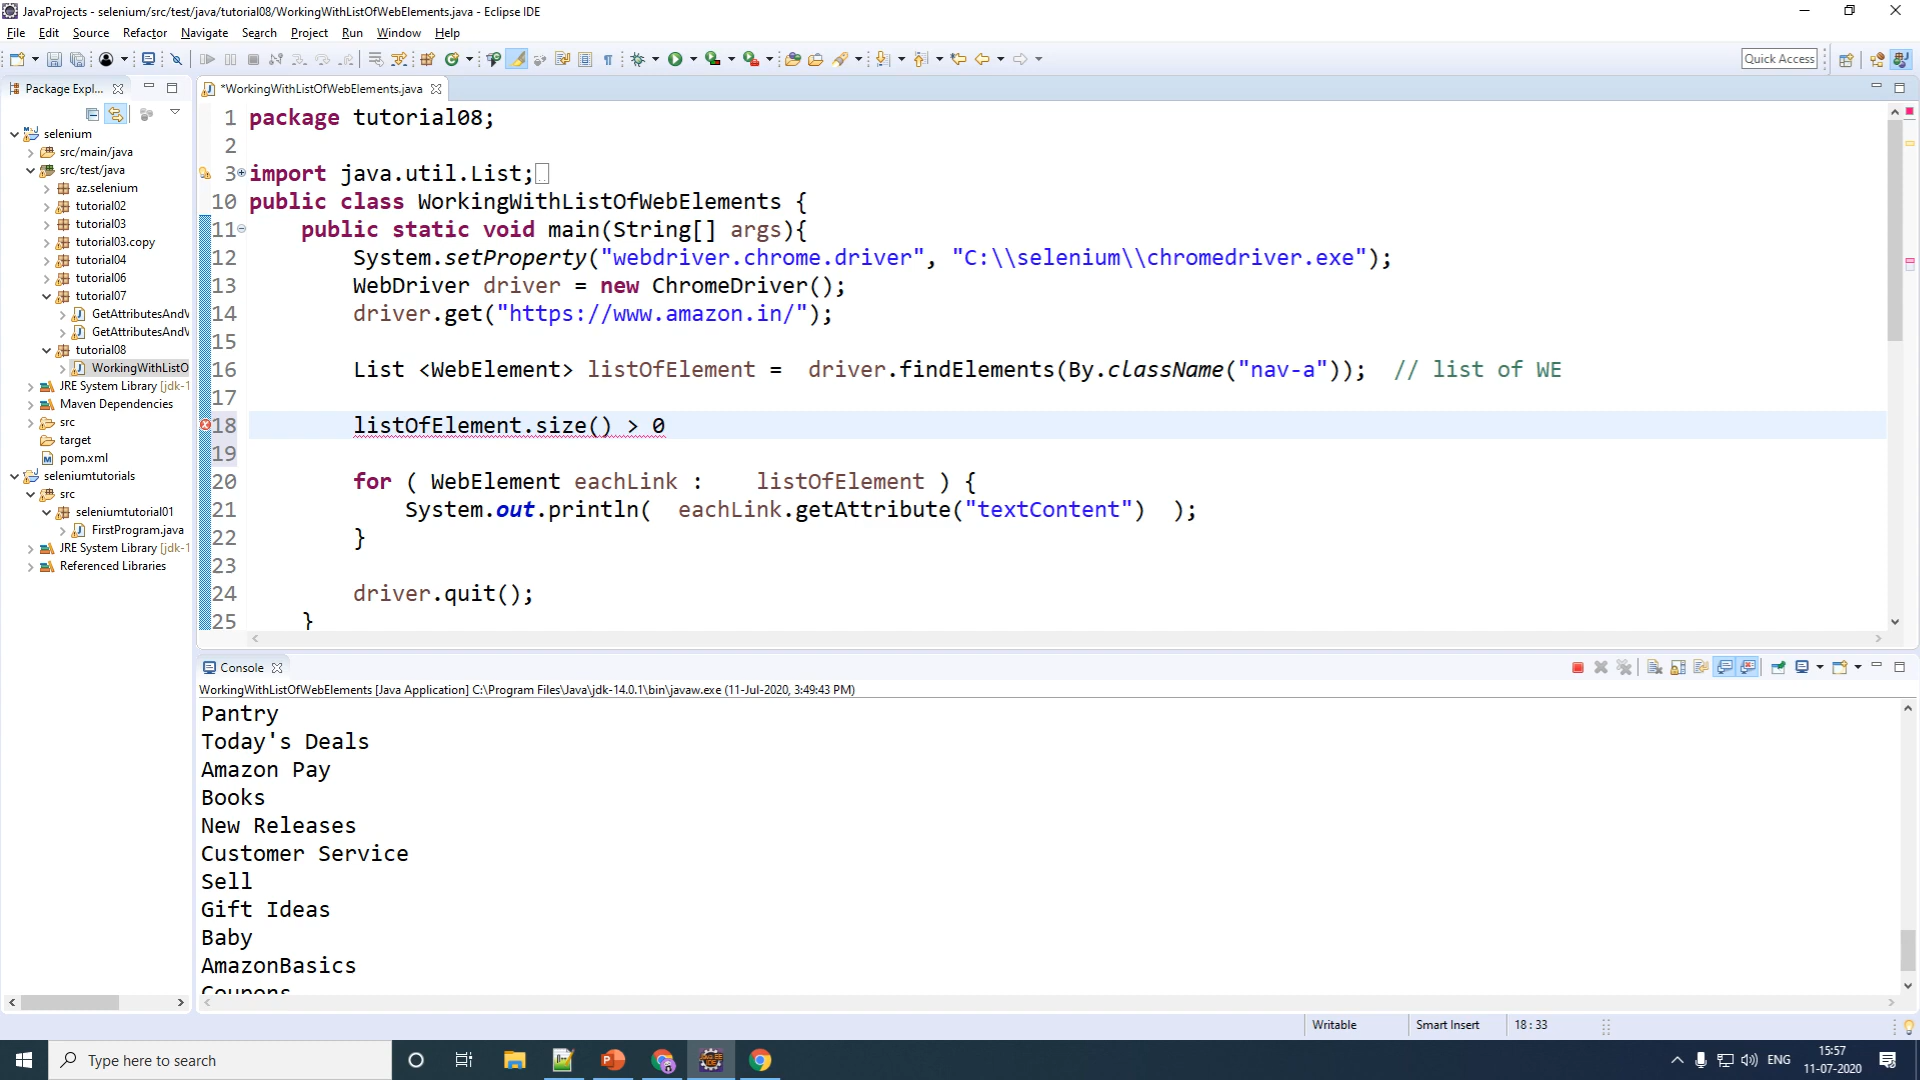 JavaProjects - selenium/src/test/java/tutorial08/WorkingWithListOfWebElements.java - Eclipse IDE
File Edit Source Refactor Navigate Search Project Run Window Help
Quick Access
Package Expl...
*WorkingWithListOfWebElements.java
selenium
src/main/java
src/test/java
az.selenium
tutorial02
tutorial03
tutorial03.copy
tutorial04
tutorial06
tutorial07
GetAttributesAndV
GetAttributesAndV
tutorial08
WorkingWithListO
JRE System Library [jdk-1
Maven Dependencies
src
target
pom.xml
seleniumtutorials
src
seleniumtutorial01
FirstProgram.java
JRE System Library [jdk-1
Referenced Libraries
1 package tutorial08;
2
3 import java.util.List;
10 public class WorkingWithListOfWebElements {
11 public static void main(String[] args){
12 System.setProperty("webdriver.chrome.driver", "C:\\selenium\\chromedriver.exe");
13 WebDriver driver = new ChromeDriver();
14 driver.get("https://www.amazon.in/");
15
16 List <WebElement> listOfElement = driver.findElements(By.className("nav-a")); // list of WE
17
18 listOfElement.size() > 0
19
20 for ( WebElement eachLink : listOfElement ) {
21 System.out.println( eachLink.getAttribute("textContent") );
22 }
23
24 driver.quit();
25 }
Console
WorkingWithListOfWebElements [Java Application] C:\Program Files\Java\jdk-14.0.1\bin\javaw.exe (11-Jul-2020, 3:49:43 PM)
Pantry
Today's Deals
Amazon Pay
Books
New Releases
Customer Service
Sell
Gift Ideas
Baby
AmazonBasics
Coupons
Writable Smart Insert 18 : 33
Type here to search
ENG
15:57
11-07-2020